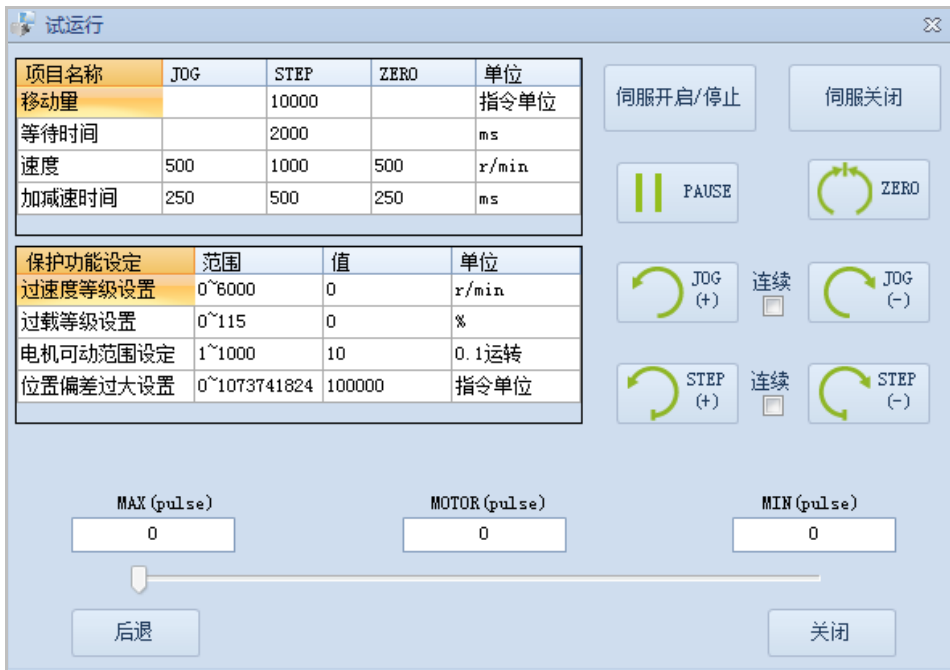 试运行
项目名称 JOG STEP ZERO 单位
移动量 10000 指令单位
等待时间 2000 ms
速度 500 1000 500 r/min
加减速时间 250 500 250 ms
伺服开启/停止 伺服关闭
PAUSE ZERO
保护功能设定 范围 值 单位
过速度等级设置 0~6000 0 r/min
过载等级设置 0~115 0 %
电机可动范围设定 1~1000 10 0.1运转
位置偏差过大设置 0~1073741824 100000 指令单位
JOG
(+)
连续
JOG
(-)
STEP
(+)
连续
STEP
(-)
MAX(pulse) MOTOR(pulse) MIN(pulse)
0 0 0
后退 关闭